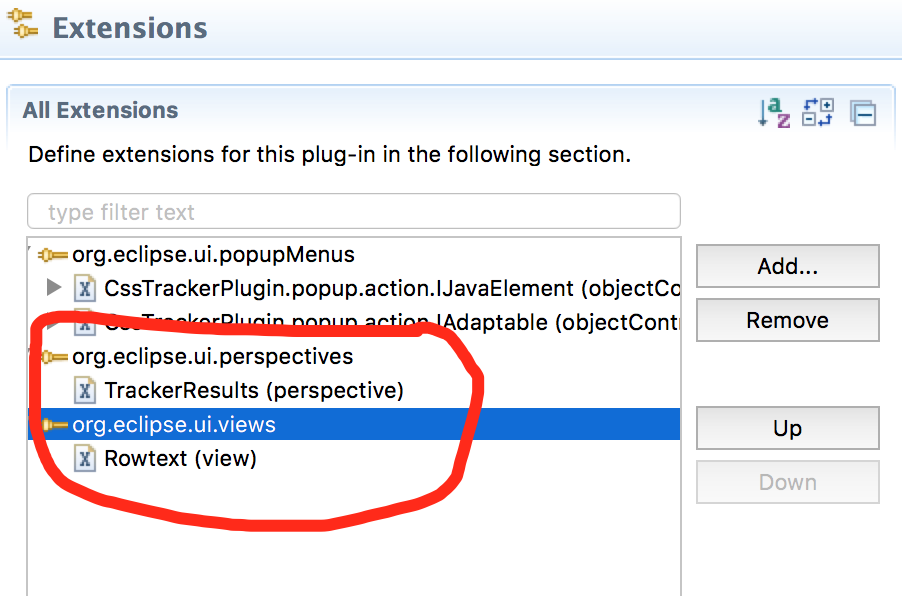 Extensions
All Extensions
Define extensions for this plug-in in the following section.
type filter text
org.eclipse.ui.popupMenus
CssTrackerPlugin.popup.action.IJavaElement (objectCo
CssTrackerPlugin.popup.action.IAdaptable (objectContr
org.eclipse.ui.perspectives
TrackerResults (perspective)
org.eclipse.ui.views
Rowtext (view)
Add...
Remove
Up
Down